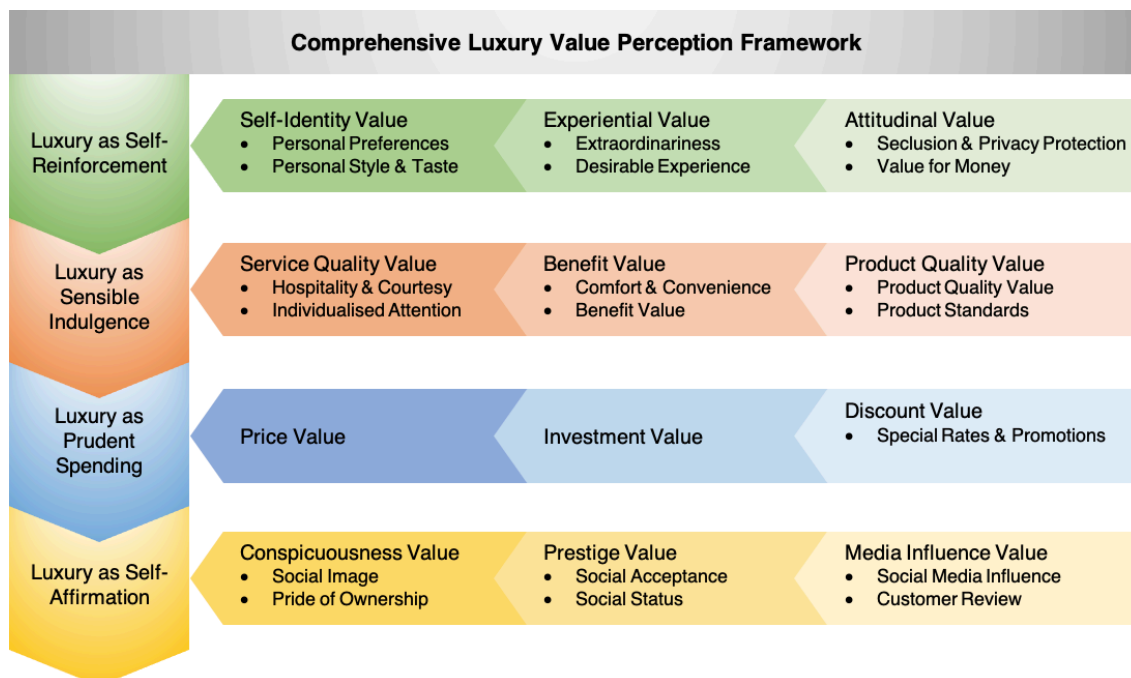 Comprehensive Luxury Value Perception Framework
Luxury as Self-
Reinforcement
Self-Identity Value
• Personal Preferences
• Personal Style & Taste
Experiential Value
• Extraordinariness
• Desirable Experience
Attitudinal Value
• Seclusion & Privacy Protection
• Value for Money
Luxury as
Sensible
Indulgence
Service Quality Value
• Hospitality & Courtesy
• Individualised Attention
Benefit Value
• Comfort & Convenience
• Benefit Value
Product Quality Value
• Product Quality Value
• Product Standards
Luxury as
Prudent
Spending
Price Value
Investment Value
Discount Value
• Special Rates & Promotions
Luxury as Self-
Affirmation
Conspicuousness Value
• Social Image
• Pride of Ownership
Prestige Value
• Social Acceptance
• Social Status
Media Influence Value
• Social Media Influence
• Customer Review